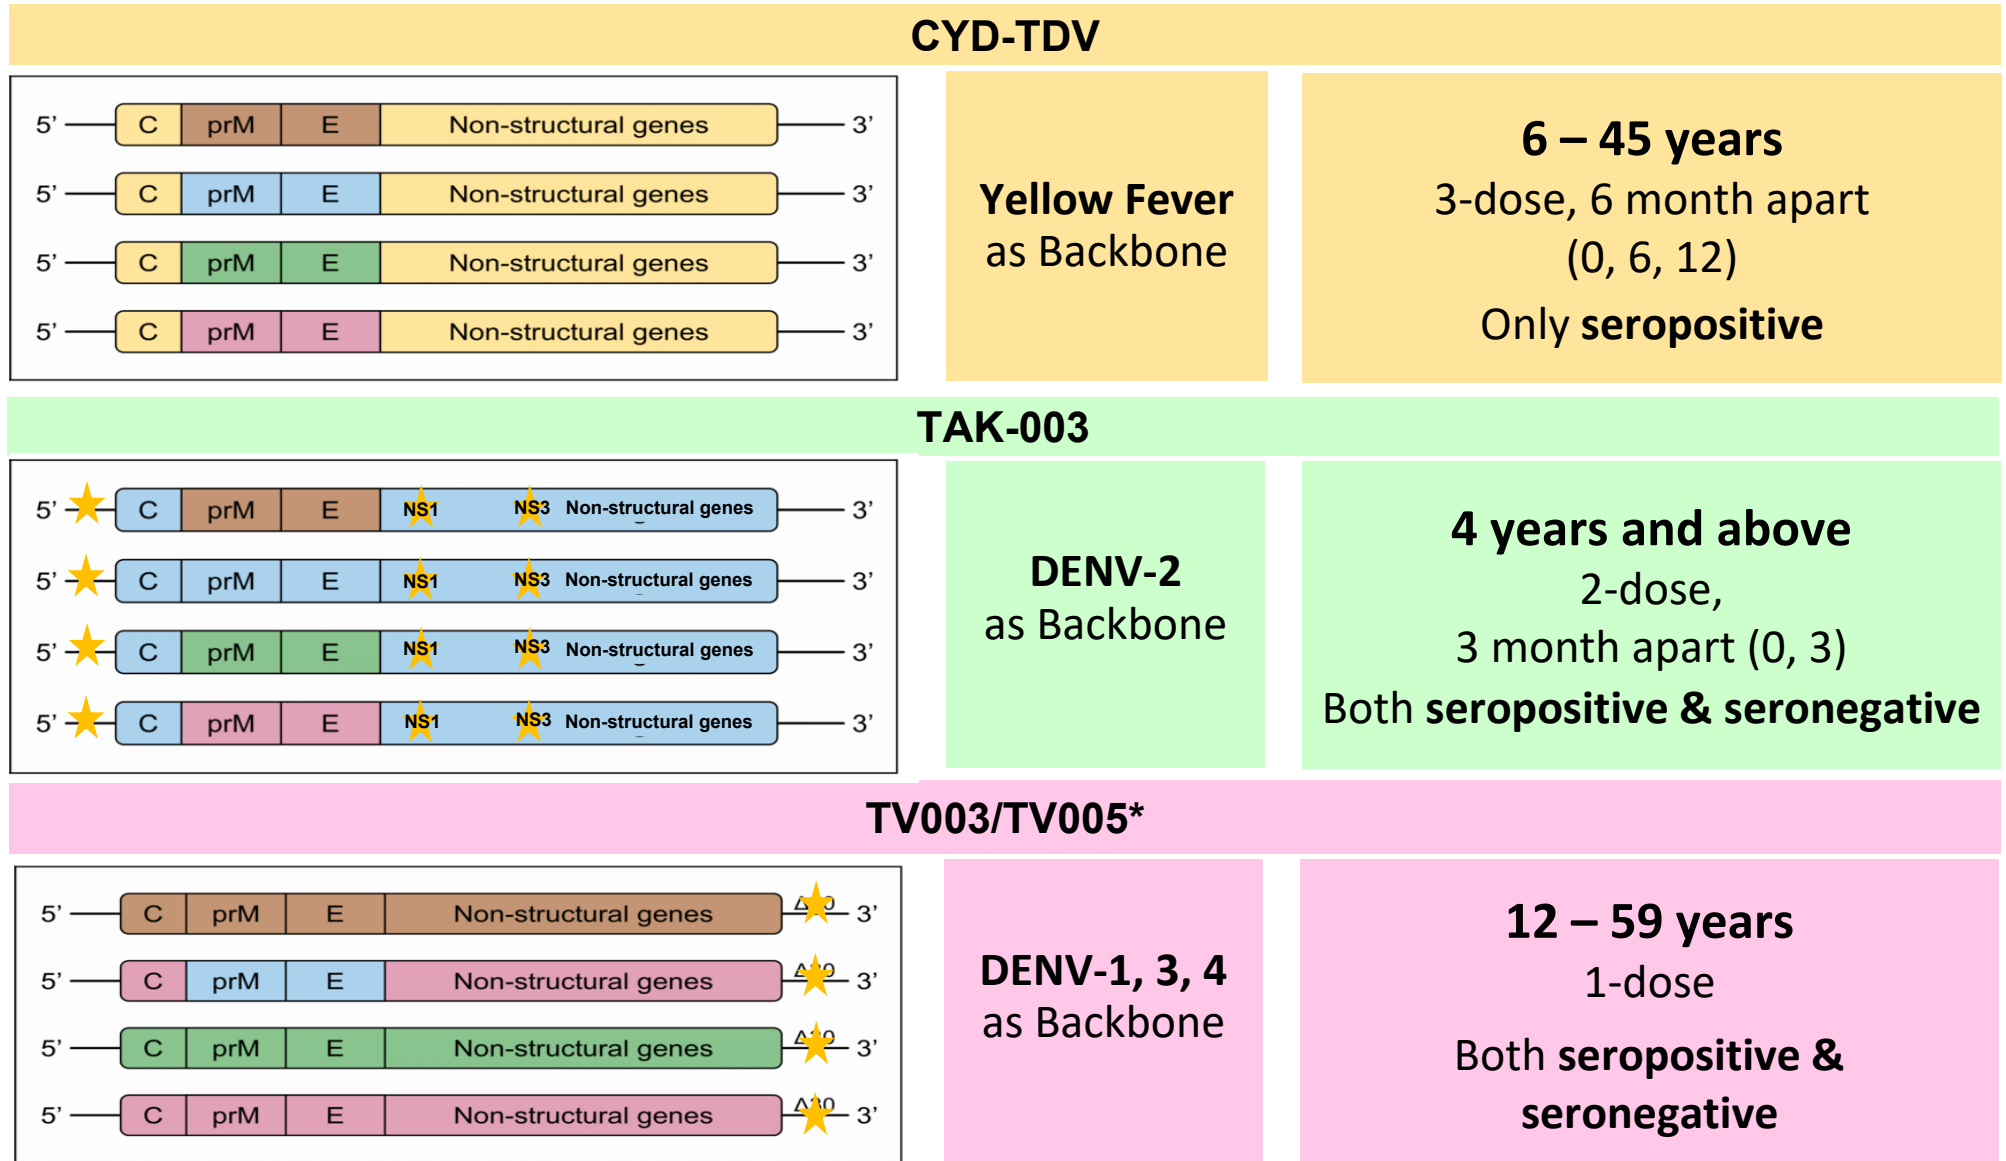 CYD-TDV
5’ C prM E Non-structural genes 3’
5’ C prM E Non-structural genes 3’
5’ C prM E Non-structural genes 3’
5’ C prM E Non-structural genes 3’
Yellow Fever
as Backbone
6 – 45 years
3-dose, 6 month apart
(0, 6, 12)
Only seropositive
TAK-003
5’ C prM E NS1 NS3 Non-structural genes 3’
5’ C prM E NS1 NS3 Non-structural genes 3’
5’ C prM E NS1 NS3 Non-structural genes 3’
5’ C prM E NS1 NS3 Non-structural genes 3’
DENV-2
as Backbone
4 years and above
2-dose,
3 month apart (0, 3)
Both seropositive & seronegative
TV003/TV005*
5’ C prM E Non-structural genes 3’
5’ C prM E Non-structural genes 3’
5’ C prM E Non-structural genes 3’
5’ C prM E Non-structural genes Δ30 3’
DENV-1, 3, 4
as Backbone
12 – 59 years
1-dose
Both seropositive &
seronegative